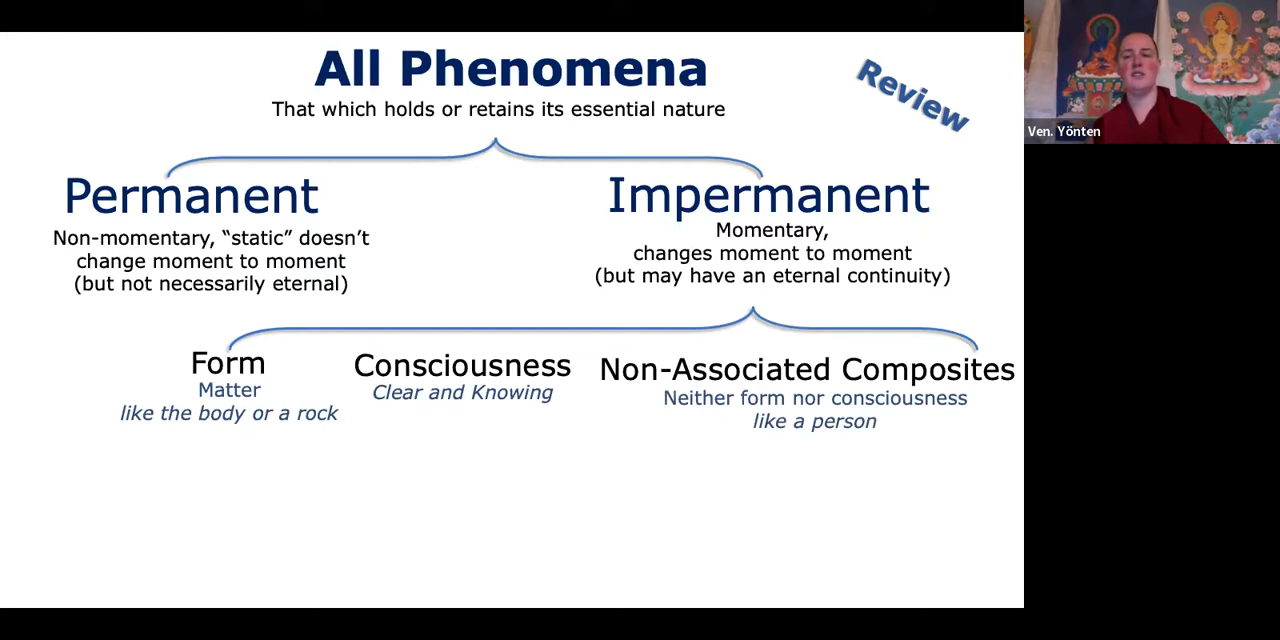 All Phenomena
That which holds or retains its essential nature
Review
Ven. Yönten
Permanent
Non-momentary, “static” doesn’t
change moment to moment
(but not necessarily eternal)
Impermanent
Momentary,
changes moment to moment
(but may have an eternal continuity)
Form
Matter
like the body or a rock
Consciousness
Clear and Knowing
Non-Associated Composites
Neither form nor consciousness
like a person